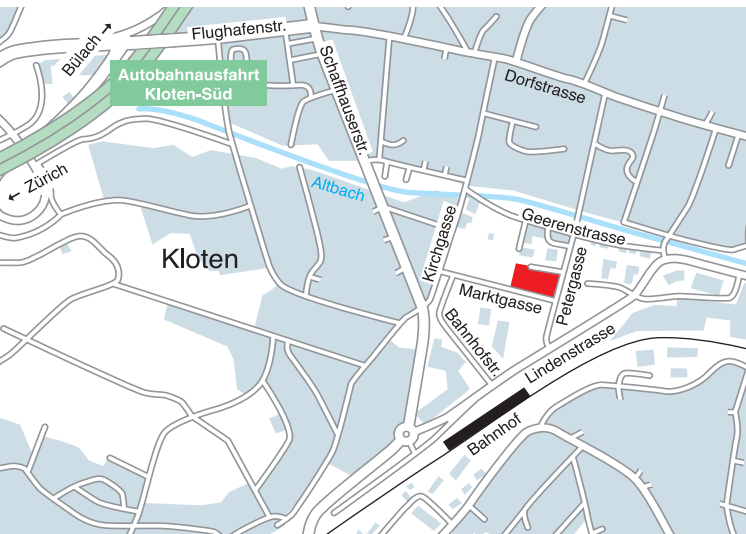 Flughafenstr.
Bülach →
Autobahnausfahrt
Kloten-Süd
Schaffhauserstr.
Dorfstrasse
← Zürich
Altbach
Kirchgasse
Geerenstrasse
Kloten
Petergasse
Marktgasse
Bahnhofstr.
Lindenstrasse
Bahnhof